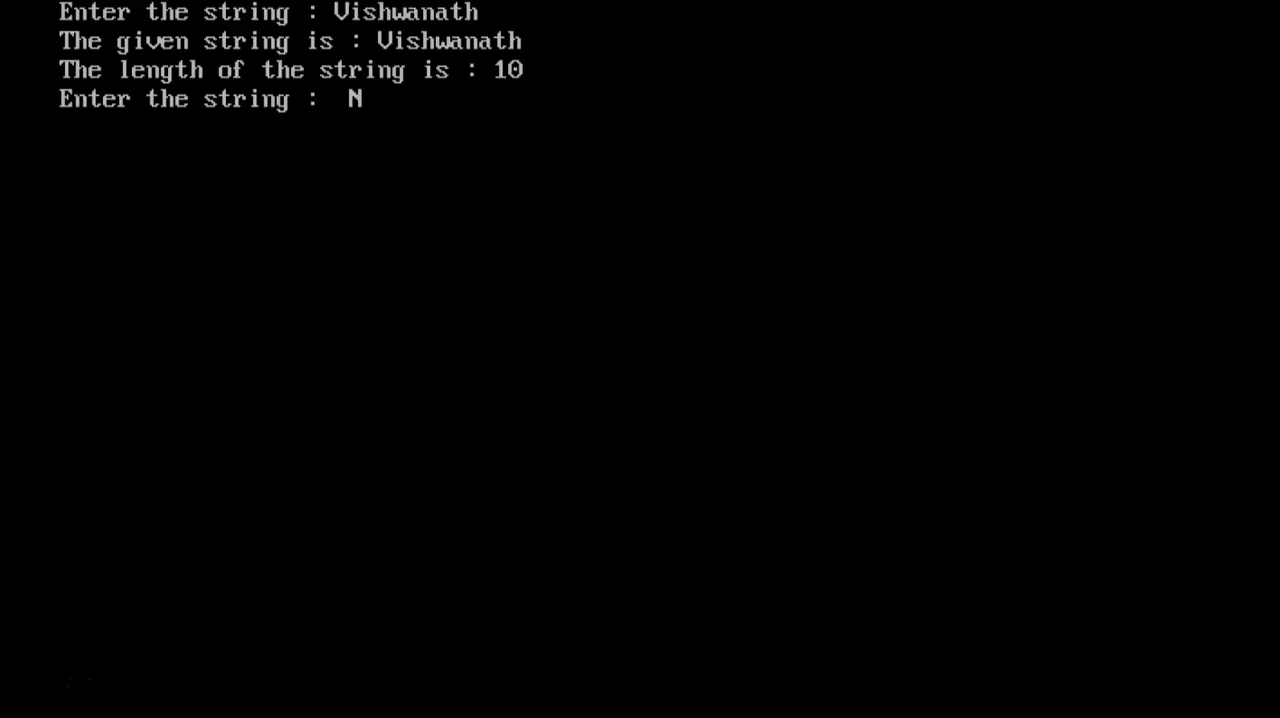 Enter the string : Vishwanath
The given string is : Vishwanath
The length of the string is : 10
Enter the string :  N